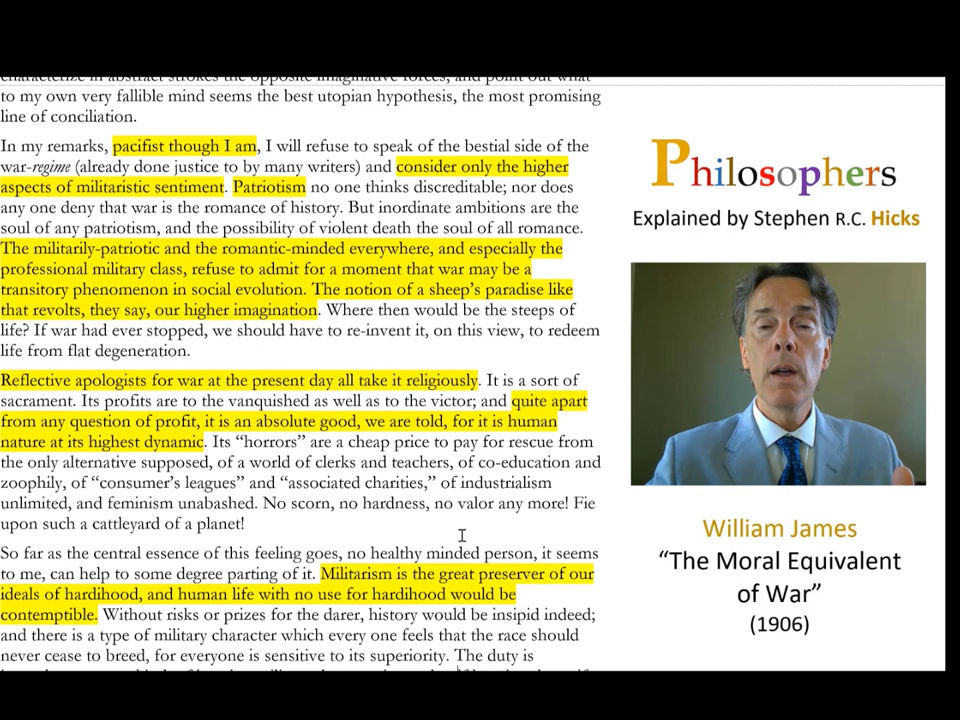 characterize in abstract strokes the opposite imaginative forces, and point out what
to my own very fallible mind seems the best utopian hypothesis, the most promising
line of conciliation.
In my remarks, pacifist though I am, I will refuse to speak of the bestial side of the
war-regime (already done justice to by many writers) and consider only the higher
aspects of militaristic sentiment. Patriotism no one thinks discreditable; nor does
any one deny that war is the romance of history. But inordinate ambitions are the
soul of any patriotism, and the possibility of violent death the soul of all romance.
The militarily-patriotic and the romantic-minded everywhere, and especially the
professional military class, refuse to admit for a moment that war may be a
transitory phenomenon in social evolution. The notion of a sheep's paradise like
that revolts, they say, our higher imagination. Where then would be the steeps of
life? If war had ever stopped, we should have to re-invent it, on this view, to redeem
life from flat degeneration.
Reflective apologists for war at the present day all take it religiously. It is a sort of
sacrament. Its profits are to the vanquished as well as to the victor; and quite apart
from any question of profit, it is an absolute good, we are told, for it is human
nature at its highest dynamic. Its “horrors” are a cheap price to pay for rescue from
the only alternative supposed, of a world of clerks and teachers, of co-education and
zoophily, of “consumer's leagues” and “associated charities,” of industrialism
unlimited, and feminism unabashed. No scorn, no hardness, no valor any more! Fie
upon such a cattleyard of a planet!
So far as the central essence of this feeling goes, no healthy minded person, it seems
to me, can help to some degree parting of it. Militarism is the great preserver of our
ideals of hardihood, and human life with no use for hardihood would be
contemptible. Without risks or prizes for the darer, history would be insipid indeed;
and there is a type of military character which every one feels that the race should
never cease to breed, for everyone is sensitive to its superiority. The duty is
Philosophers
Explained by Stephen R.C. Hicks
William James
“The Moral Equivalent
of War”
(1906)